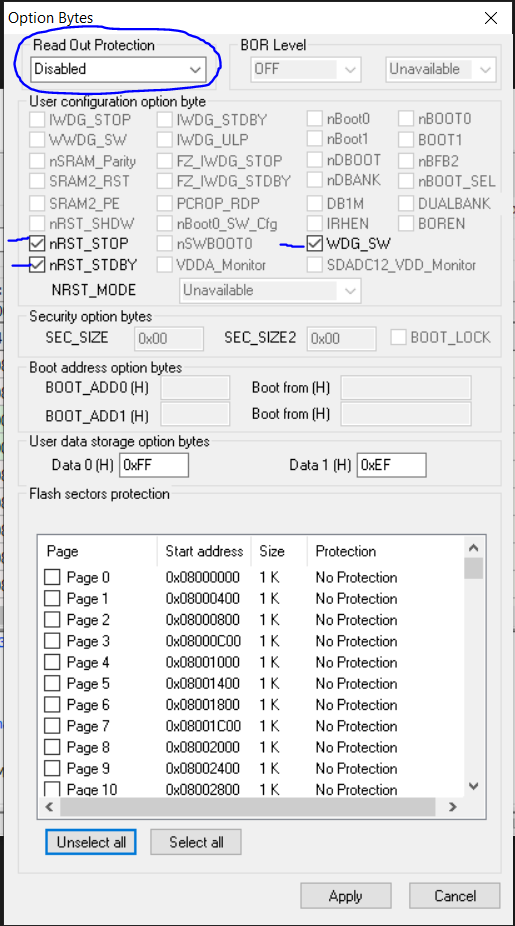 Option Bytes
Read Out Protection
BOR Level
Disabled
OFF
Unavailable
User configuration option byte
IWDG_STOP IWDG_STDBY nBoot0 nBOOT0
WWDG_SW IWDG_ULP nBoot1 BOOT1
nSRAM_Parity FZ_IWDG_STOP nDBOOT nBFB2
SRAM2_RST FZ_IWDG_STDBY nDBANK nBOOT_SEL
SRAM2_PE PCROP_RDP DB1M DUALBANK
nRST_SHDW nBoot0_SW_Cfg IRHEN BOREN
nRST_STOP nSWBOOT0 WDG_SW
nRST_STDBY VDDA_Monitor SDADC12_VDD_Monitor
NRST_MODE Unavailable
Security option bytes
SEC_SIZE 0x00 SEC_SIZE2 0x00 BOOT_LOCK
Boot address option bytes
BOOT_ADD0 (H) Boot from (H)
BOOT_ADD1 (H) Boot from (H)
User data storage option bytes
Data 0 (H) 0xFF Data 1 (H) 0xEF
Flash sectors protection
Page Start address Size Protection
Page 0 0x08000000 1 K No Protection
Page 1 0x08000400 1 K No Protection
Page 2 0x08000800 1 K No Protection
Page 3 0x08000C00 1 K No Protection
Page 4 0x08001000 1 K No Protection
Page 5 0x08001400 1 K No Protection
Page 6 0x08001800 1 K No Protection
Page 7 0x08001C00 1 K No Protection
Page 8 0x08002000 1 K No Protection
Page 9 0x08002400 1 K No Protection
Page 10 0x08002800 1 K No Protection
Unselect all Select all
Apply Cancel